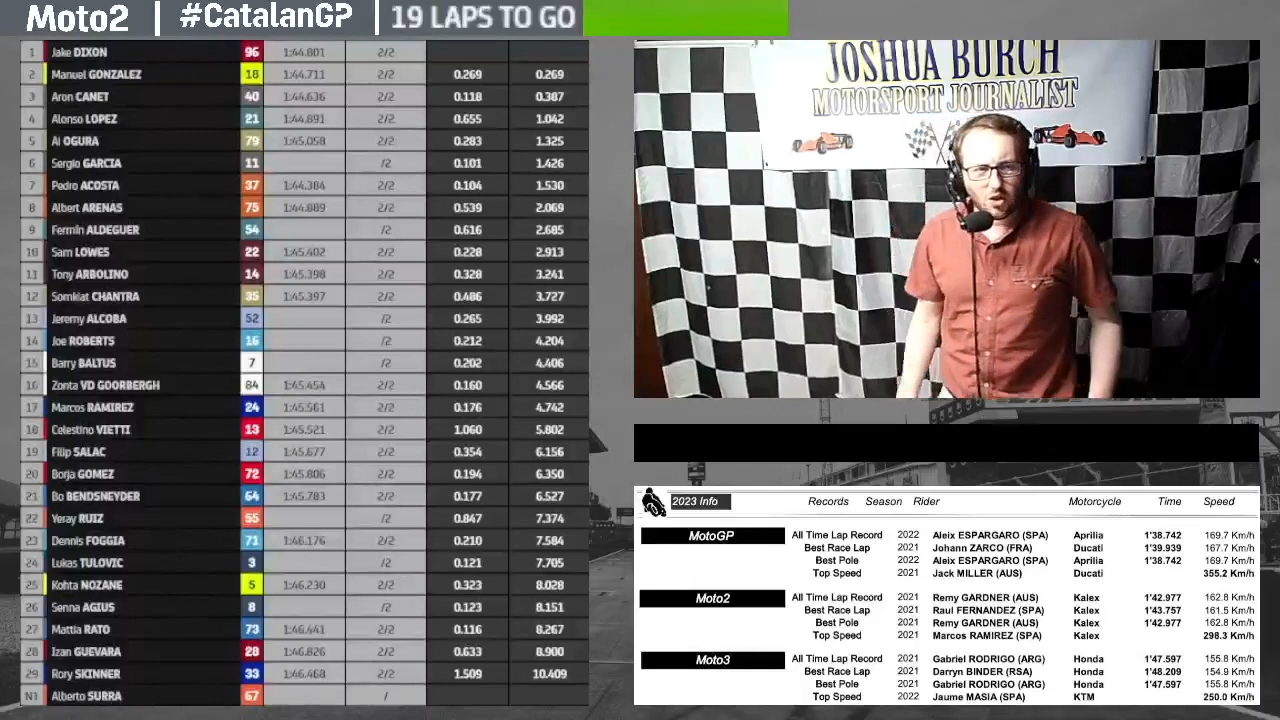 Moto2 | #CatalanGP | 19 LAPS TO GO
1 Jake DIXON 96 1:44.801 2/2
2 Manuel GONZALEZ 18 1:44.711 2/2 0.269 0.269
3 Aron CANET 40 1:44.636 2/2 0.118 0.387
4 Alonso LOPEZ 21 1:44.891 2/2 0.655 1.042
5 Ai OGURA 79 1:45.058 2/2 0.283 1.325
6 Sergio GARCIA 11 /2 0.101 1.426
7 Pedro ACOSTA 37 1:44.384 2/2 0.104 1.530
8 Albert ARENAS 75 1:44.889 2/2 0.539 2.069
9 Fermín ALDEGUER 54 /2 0.616 2.685
10 Sam LOWES 22 1:45.402 2/2 0.228 2.913
11 Tony ARBOLINO 14 1:45.398 2/2 0.328 3.241
12 Somkiat CHANTRA 35 1:45.397 2/2 0.486 3.727
13 Jeremy ALCOBA 52 /2 0.265 3.992
14 Joe ROBERTS 16 /2 0.212 4.204
15 Barry BALTUS 7 /2 0.202 4.406
16 Zonta VD GOORBERGH 84 1:45.454 2/2 0.160 4.566
17 Marcos RAMIREZ 24 1:45.561 2/2 0.176 4.742
18 Celestino VIETTI 13 1:45.521 2/2 1.060 5.802
19 Filip SALAC 12 1:45.677 2/2 0.354 6.156
20 Borja GOMEZ 72 1:45.806 2/2 0.194 6.350
21 Bo BENDSNEYDER 64 1:45.783 2/2 0.177 6.527
22 Yeray RUIZ 55 /2 0.847 7.374
23 Dennis FOGGIA 71 1:46.176 2/2 0.210 7.584
24 Lukas TULOVIC 3 /2
25 Kohta NOZANE 5 /2 8.028
26 Senna AGIUS 8 /2 0.123 8.151
27 Mattia RATO 73 2/2 0.116
28 Izan GUEVARA 28 1:46.826 2/2 0.633 8.900
29 Rory SKINNER 33 1:46.468 2/2
N1 Alberto SURRA 67 /
JOSHUA BURCH
MOTORSPORT JOURNALIST
2023 Info Records Season Rider Motorcycle Time Speed
MotoGP All Time Lap Record 2022 Aleix ESPARGARO (SPA) Aprilia 1'38.742 169.7 Km/h
Best Race Lap 2021 Johann ZARCO (FRA) Ducati 1'39.939 167.7 Km/h
Best Pole 2022 Aleix ESPARGARO (SPA) Aprilia 1'38.742 169.7 Km/h
Top Speed 2021 Jack MILLER (AUS) Ducati 355.2 Km/h
Moto2 All Time Lap Record 2021 Remy GARDNER (AUS) Kalex 1'42.977 162.8 Km/h
Best Race Lap 2021 Raul FERNANDEZ (SPA) Kalex 1'43.757 161.5 Km/h
Best Pole 2021 Remy GARDNER (AUS) Kalex 1'42.977 162.8 Km/h
Top Speed 2021 Marcos RAMIREZ (SPA) Kalex 298.3 Km/h
Moto3 All Time Lap Record 2021 Gabriel RODRIGO (ARG) Honda 1'47.597 155.8 Km/h
Best Race Lap 2021 Darryn BINDER (RSA) Honda 1'48.209 154.9 Km/h
Best Pole 2021 Gabriel RODRIGO (ARG) Honda 1'47.597 155.8 Km/h
Top Speed 2022 Jaume MASIA (SPA) KTM 250.0 Km/h